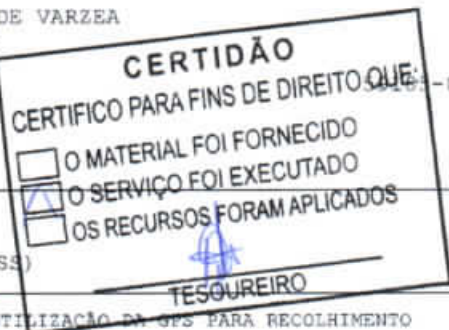 DE VARZEA
CERTIDÃO
CERTIFICO PARA FINS DE DIREITO QUE:
O MATERIAL FOI FORNECIDO
O SERVIÇO FOI EXECUTADO
OS RECURSOS FORAM APLICADOS
SS)
TESOUREIRO
TILIZAÇÃO DA GPS PARA RECOLHIMENTO